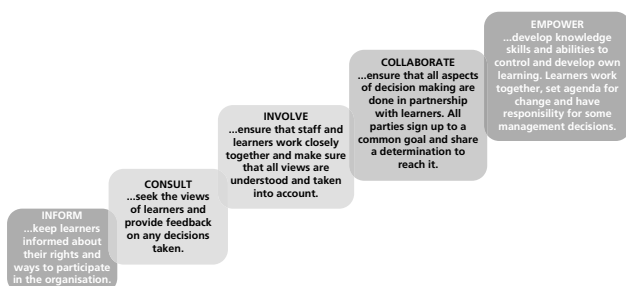 EMPOWER
...develop knowledge
skills and abilities to
control and develop own
learning. Learners work
together, set agenda for
change and have
responisility for some
management decisions.
COLLABORATE
...ensure that all aspects
of decision making are
done in partnership
with learners. All
parties sign up to a
common goal and share
a determination to
reach it.
INVOLVE
...ensure that staff and
learners work closely
together and make sure
that all views are
understood and taken
into account.
CONSULT
...seek the views
of learners and
provide feedback
on any decisions
taken.
INFORM
...keep learners
informed about
their rights and
ways to participate
in the organisation.